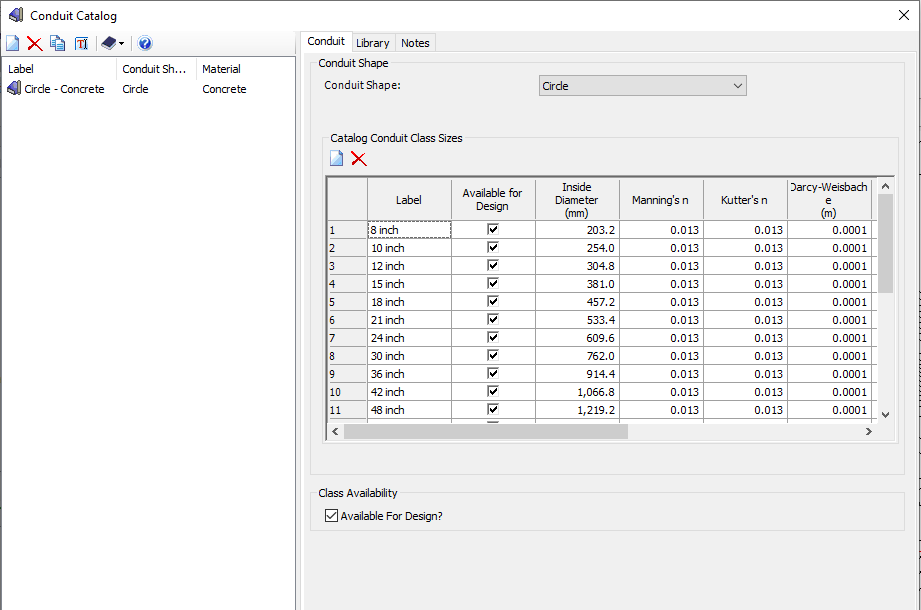 Conduit Catalog
Label Conduit Sh... Material
Circle - Concrete Circle Concrete
Conduit Library Notes
Conduit Shape
Conduit Shape: Circle
Catalog Conduit Class Sizes
Label Available for Design Inside Diameter (mm) Manning's n Kutter's n Darcy-Weisbach e (m)
1 8 inch 203.2 0.013 0.013 0.0001
2 10 inch 254.0 0.013 0.013 0.0001
3 12 inch 304.8 0.013 0.013 0.0001
4 15 inch 381.0 0.013 0.013 0.0001
5 18 inch 457.2 0.013 0.013 0.0001
6 21 inch 533.4 0.013 0.013 0.0001
7 24 inch 609.6 0.013 0.013 0.0001
8 30 inch 762.0 0.013 0.013 0.0001
9 36 inch 914.4 0.013 0.013 0.0001
10 42 inch 1,066.8 0.013 0.013 0.0001
11 48 inch 1,219.2 0.013 0.013 0.0001
Class Availability
Available For Design?